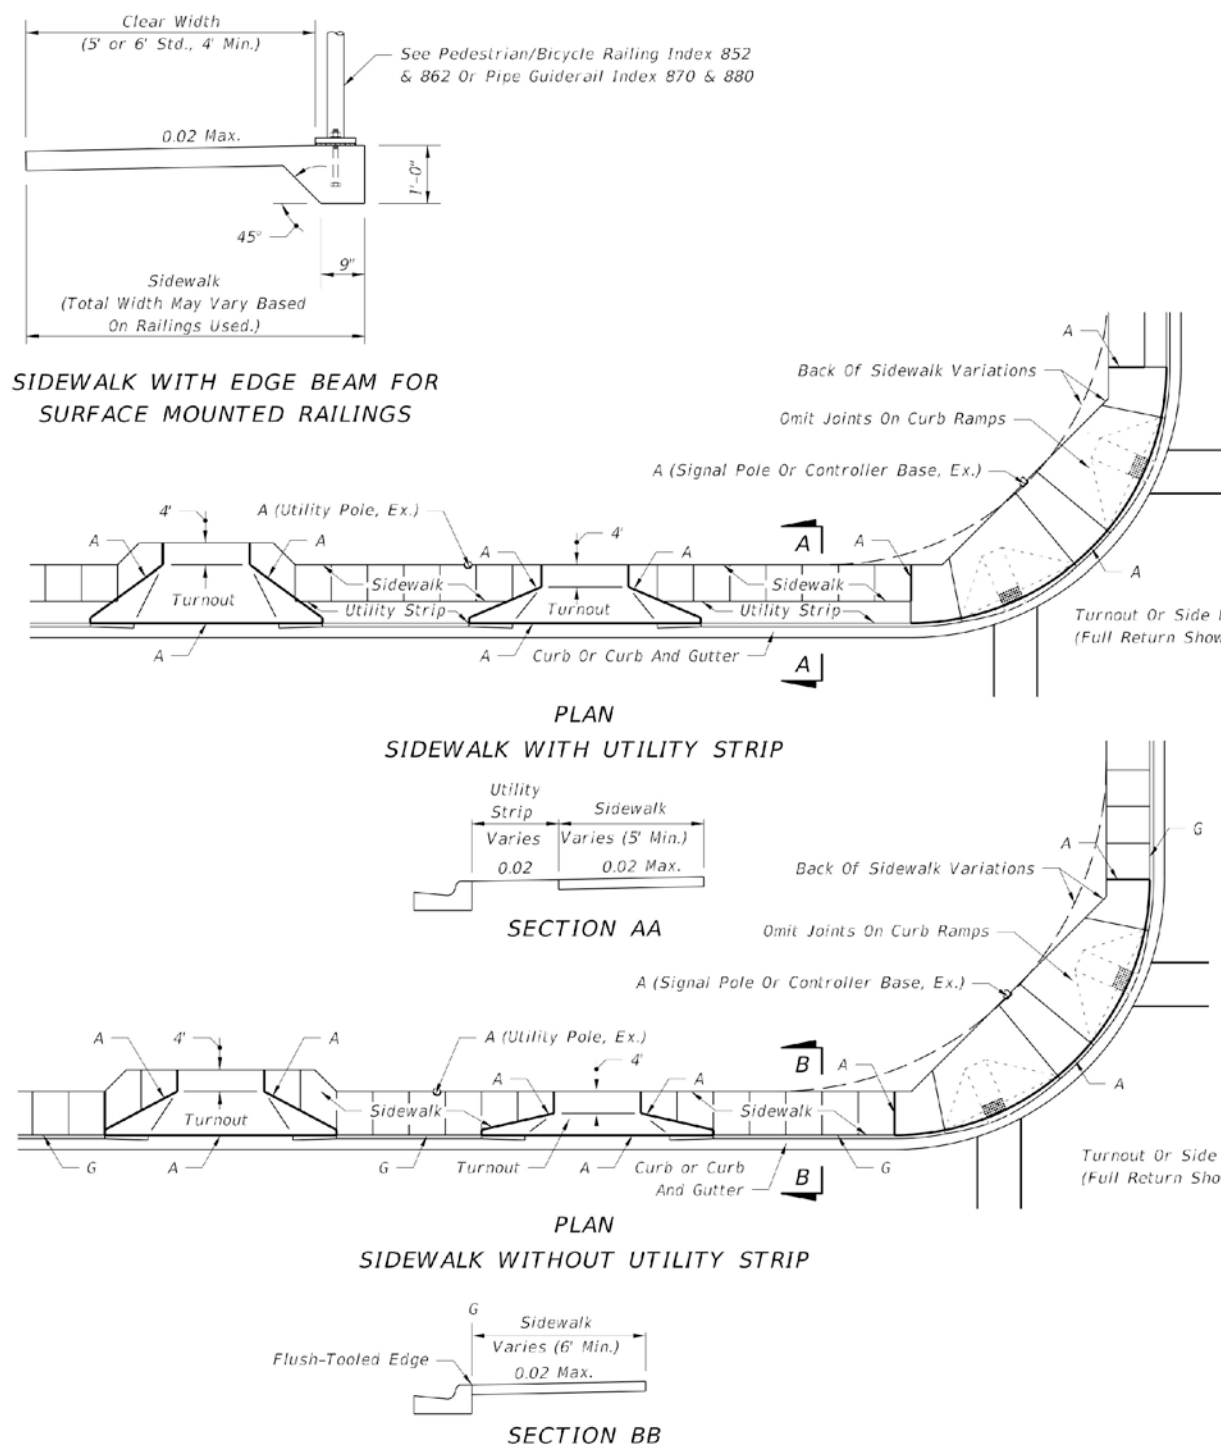 Clear Width
(5' or 6' Std., 4' Min.)
See Pedestrian/Bicycle Railing Index 852
& 862 Or Pipe Guiderail Index 870 & 880
0.02 Max.
1'-0"
45°
9"
Sidewalk
(Total Width May Vary Based
On Railings Used.)
SIDEWALK WITH EDGE BEAM FOR
SURFACE MOUNTED RAILINGS
A
Back Of Sidewalk Variations
Omit Joints On Curb Ramps
A (Signal Pole Or Controller Base, Ex.)
4'
A (Utility Pole, Ex.)
A
A
A
4'
A
A
A
Sidewalk
Sidewalk
Turnout
Utility Strip
Turnout
Utility Strip
Turnout Or Side
(Full Return Show
A
A
Curb Or Curb And Gutter
A
PLAN
SIDEWALK WITH UTILITY STRIP
Utility
Strip
Sidewalk
Varies
Varies (5' Min.)
0.02
0.02 Max.
SECTION AA
G
A
Back Of Sidewalk Variations
Omit Joints On Curb Ramps
A (Signal Pole Or Controller Base, Ex.)
A
4'
A
A (Utility Pole, Ex.)
4'
B
A
A
A
A
Sidewalk
Sidewalk
Turnout
G
A
G
Turnout
A
Curb or Curb
And Gutter
B
G
Turnout Or Side
(Full Return Sho
PLAN
SIDEWALK WITHOUT UTILITY STRIP
G
Sidewalk
Varies (6' Min.)
Flush-Tooled Edge
0.02 Max.
SECTION BB